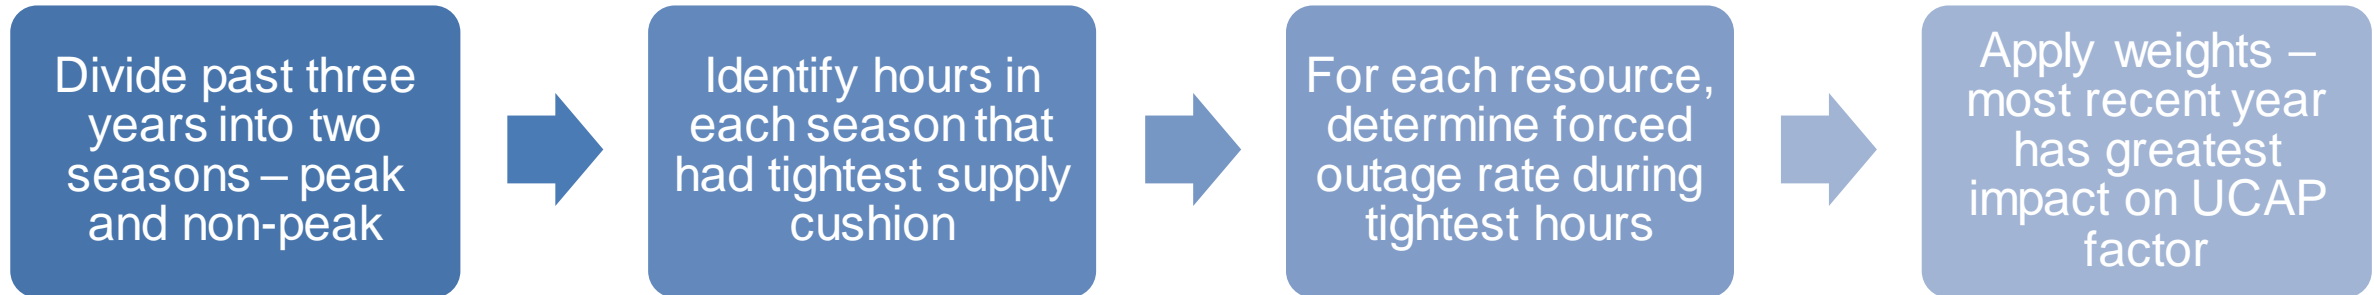 Divide past three
years into two
seasons – peak
and non-peak
Identify hours in
each season that
had tightest supply
cushion
For each resource,
determine forced
outage rate during
tightest hours
Apply weights –
most recent year
has greatest
impact on UCAP
factor